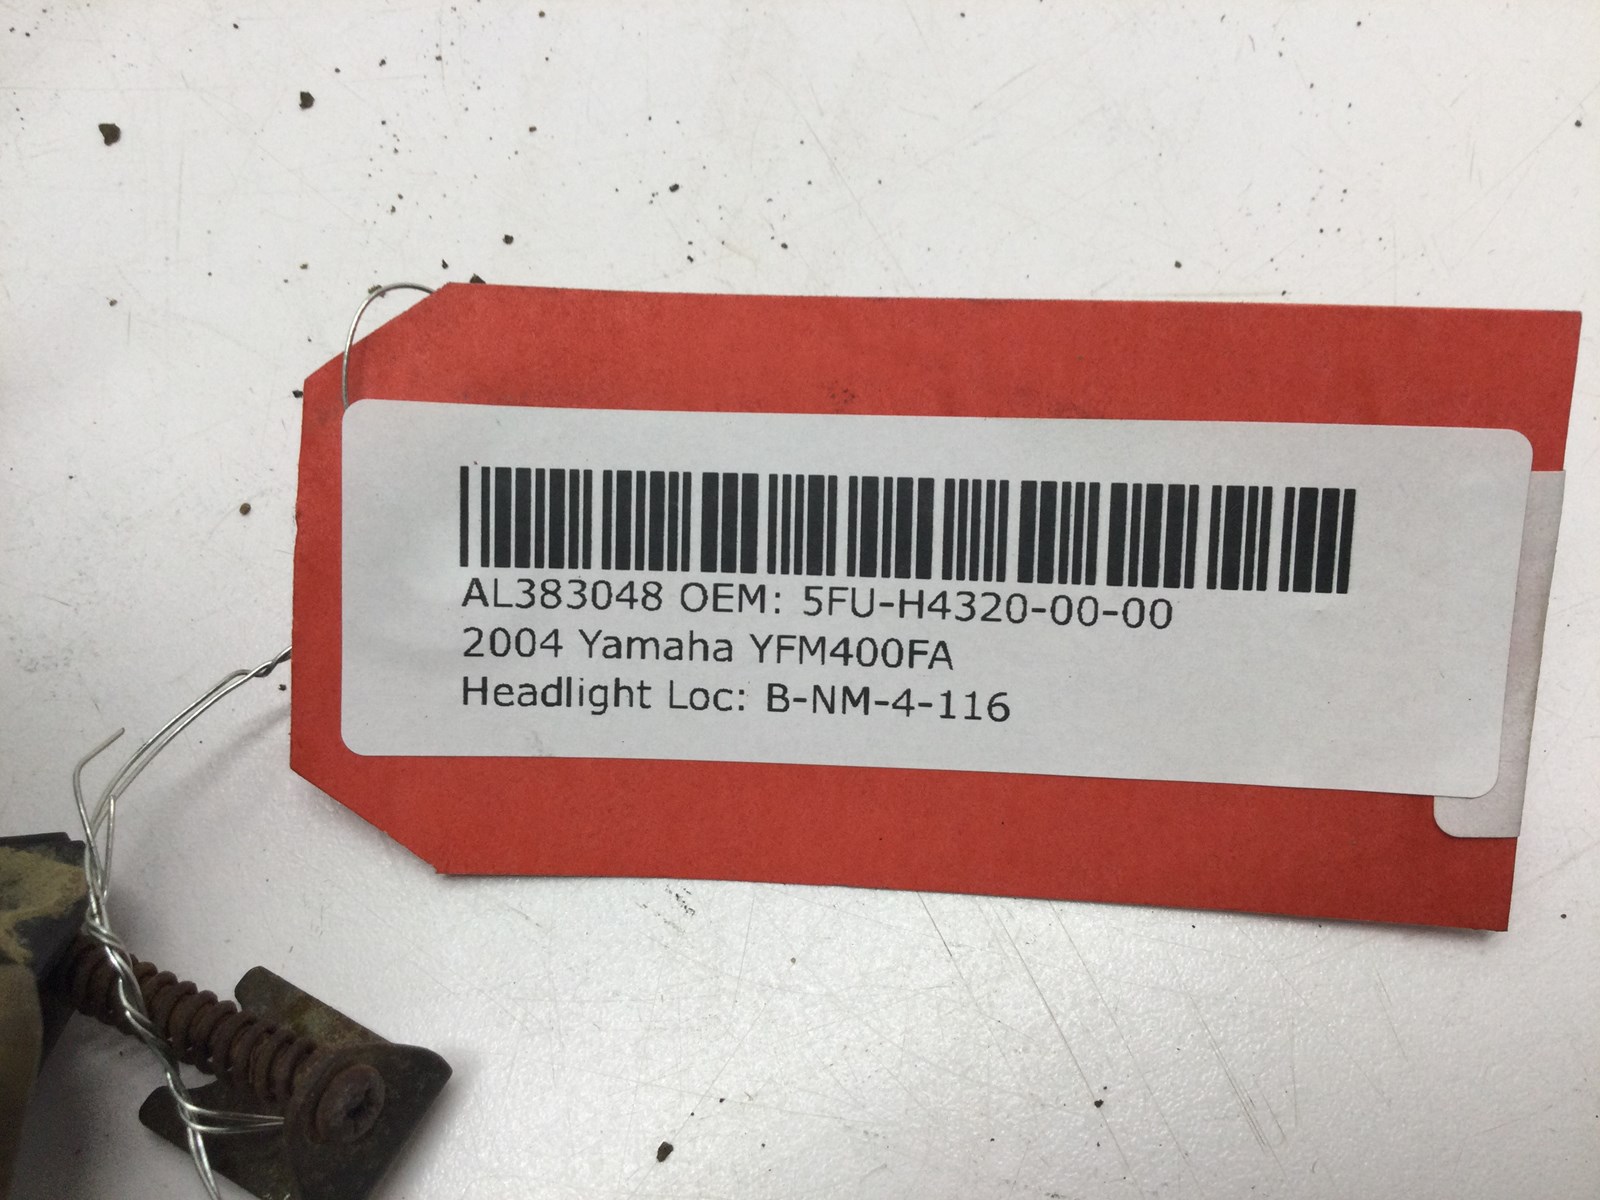 AL383048 OEM: 5FU-H4320-00-00
2004 Yamaha YFM400FA
Headlight Loc: B-NM-4-116